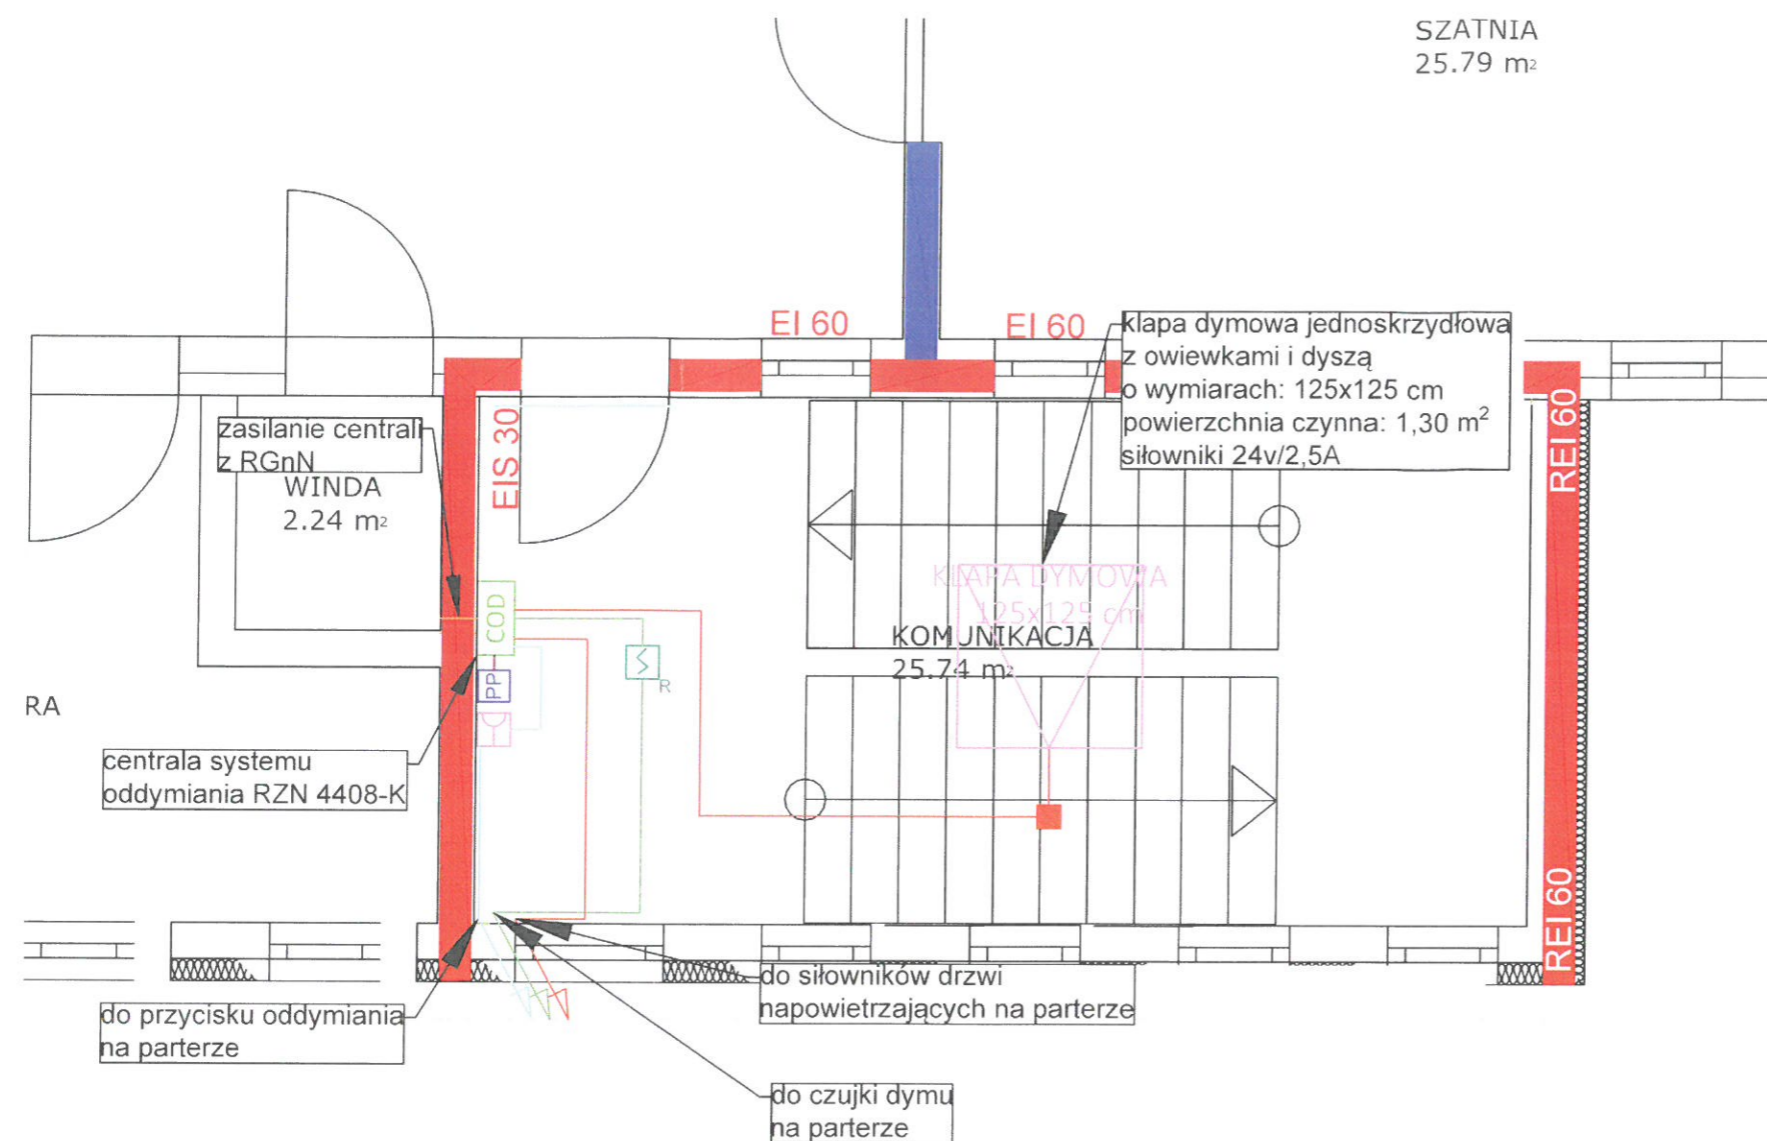 SZATNIA
25.79 m²
EI 60
EI 60
klapa dymowa jednoskrzydłowa
z owiewkami i dyszą
o wymiarach: 125x125 cm
powierzchnia czynna: 1,30 m²
siłowniki 24v/2,5A
zasilanie centrali
z RGnN
EIS 30
REI 60
WINDA
2.24 m²
KLAPA DYMOWA
125x125 cm
COD
KOMUNIKACJA
25.74 m²
PP
R
RA
centrala systemu
oddymiania RZN 4408-K
REI 60
do siłowników drzwi
napowietrzających na parterze
do przycisku oddymiania
na parterze
do czujki dymu
na parterze